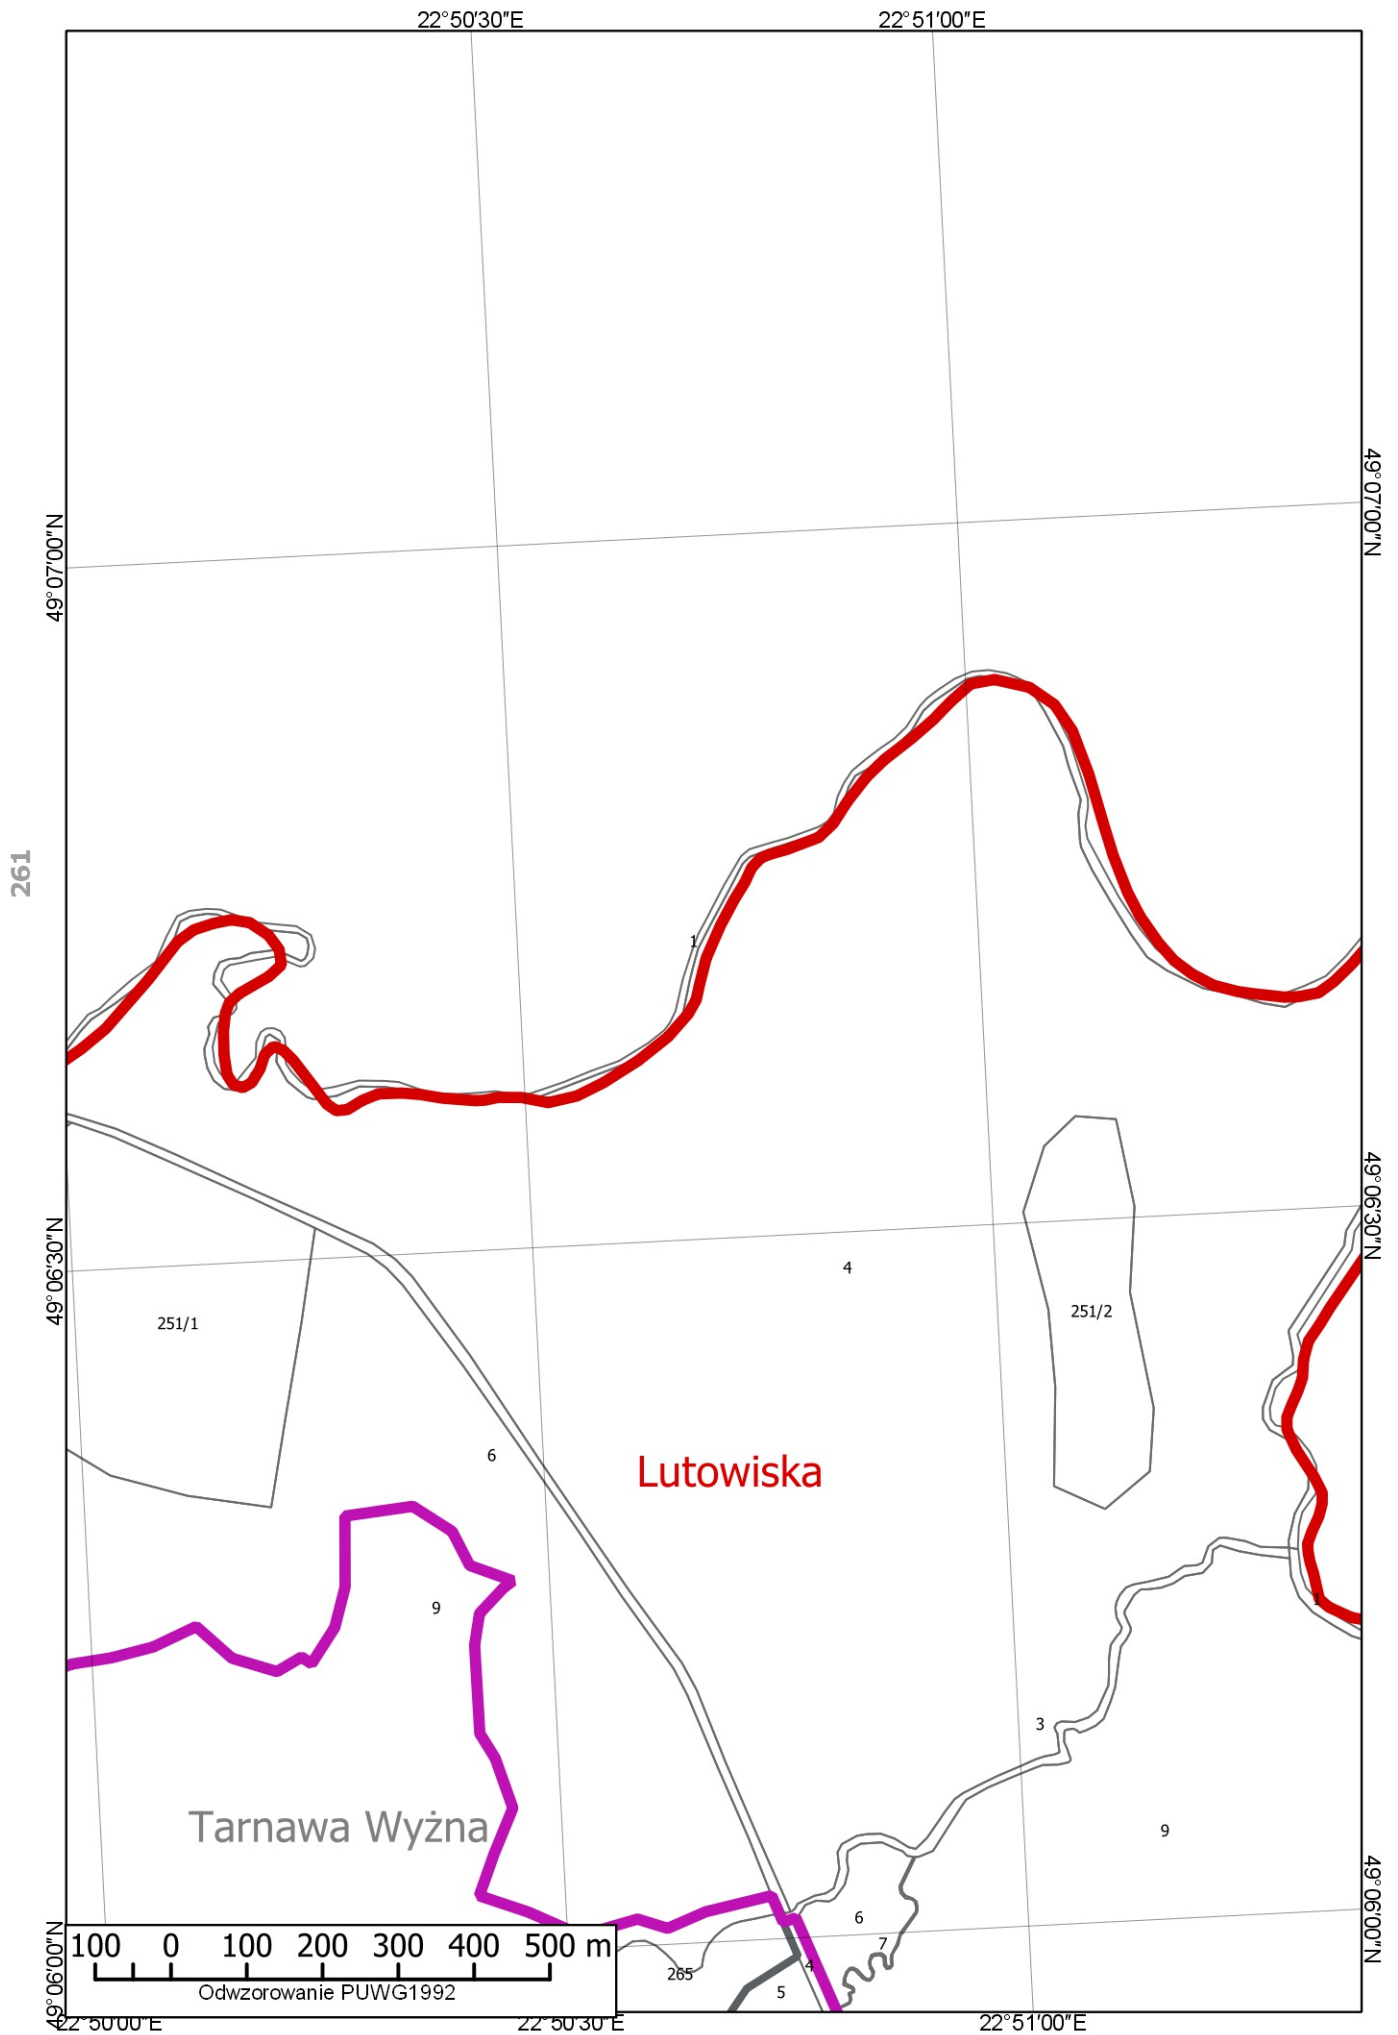 22°50′30″E
22°51′00″E
49°07′00″N
49°07′00″N
261
1
49°06′30″N
49°06′30″N
4
251/1
251/2
6
Lutowiska
9
1
3
Tarnawa Wyżna
9
6
7
4
265
5
49°06′00″N
49°06′00″N
100 0 100 200 300 400 500 m
Odwzorowanie PUWG1992
22°50′00″E
22°50′30″E
22°51′00″E